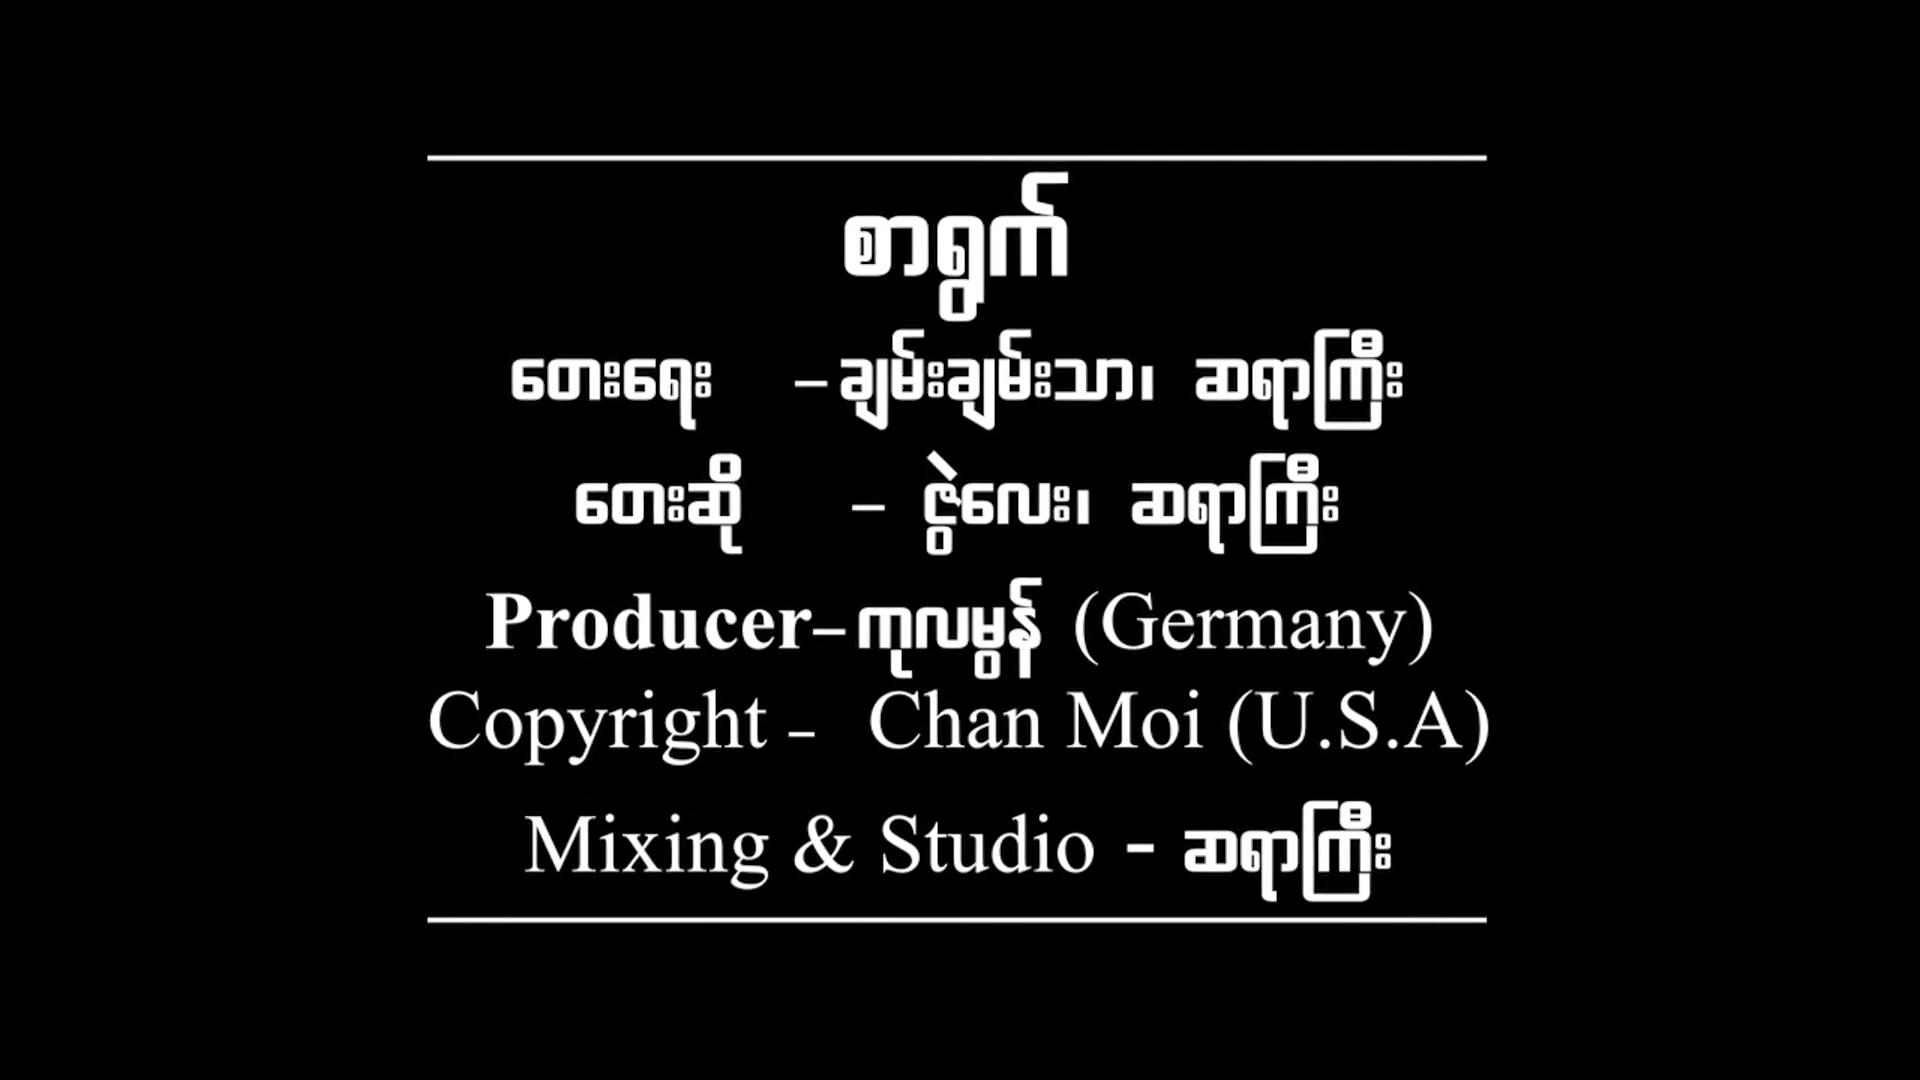 စာရွက်
တေးရေး – ချမ်းချမ်းသာ၊ ဆရာကြီး
တေးဆို – ငွဲလေး၊ ဆရာကြီး
Producer – ကုလမွန် (Germany)
Copyright – Chan Moi (U.S.A)
Mixing & Studio - ဆရာကြီး